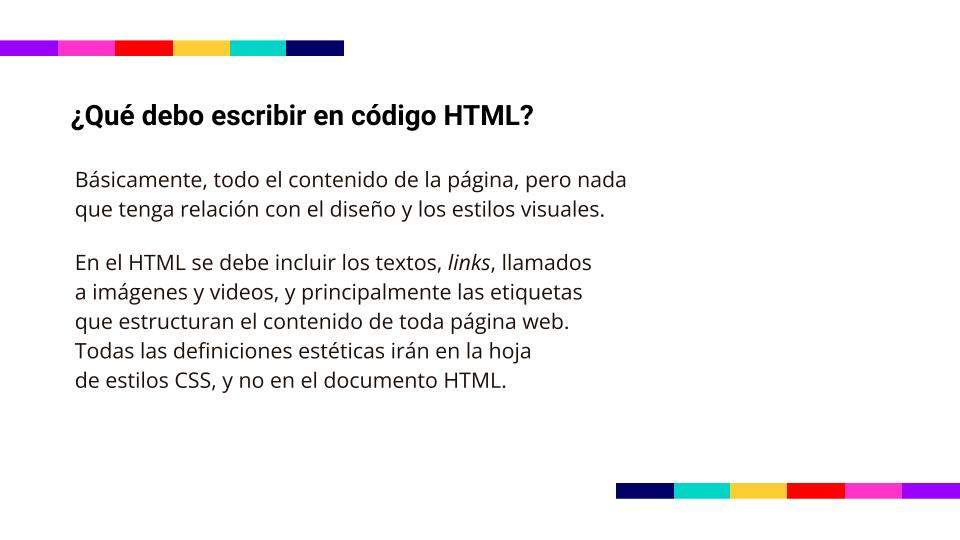 ¿Qué debo escribir en código HTML?
Básicamente, todo el contenido de la página, pero nada
que tenga relación con el diseño y los estilos visuales.
En el HTML se debe incluir los textos, links, llamados
a imágenes y videos, y principalmente las etiquetas
que estructuran el contenido de toda página web.
Todas las definiciones estéticas irán en la hoja
de estilos CSS, y no en el documento HTML.